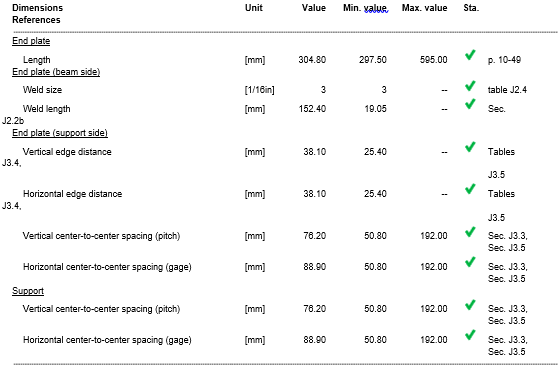 Dimensions Unit Value Min. value. Max. value Sta.
References
End plate
Length [mm] 304.80 297.50 595.00 p. 10-49
End plate (beam side)
Weld size [1/16in] 3 3 -- table J2.4
Weld length [mm] 152.40 19.05 -- Sec.
J2.2b
End plate (support side)
Vertical edge distance [mm] 38.10 25.40 -- Tables
J3.4,
J3.5
Horizontal edge distance [mm] 38.10 25.40 -- Tables
J3.4,
J3.5
Vertical center-to-center spacing (pitch) [mm] 76.20 50.80 192.00 Sec. J3.3,
Sec. J3.5
Horizontal center-to-center spacing (gage) [mm] 88.90 50.80 192.00 Sec. J3.3,
Sec. J3.5
Support
Vertical center-to-center spacing (pitch) [mm] 76.20 50.80 192.00 Sec. J3.3,
Sec. J3.5
Horizontal center-to-center spacing (gage) [mm] 88.90 50.80 192.00 Sec. J3.3,
Sec. J3.5